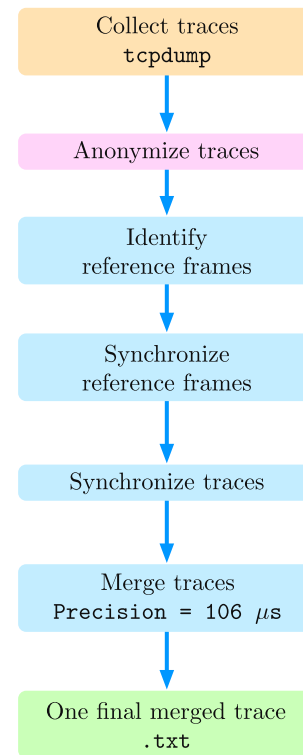 Collect traces
tcpdump
Anonymize traces
Identify
reference frames
Synchronize
reference frames
Synchronize traces
Merge traces
Precision = 106 μs
One final merged trace
.txt